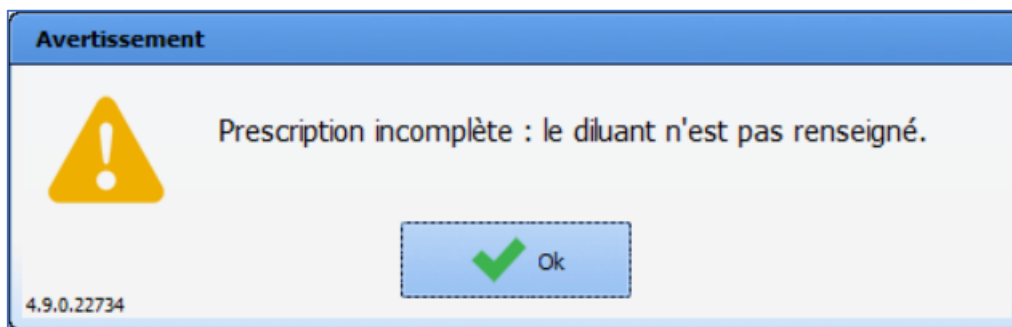 Avertissement
Prescription incomplète : le diluant n'est pas renseigné.
Ok
4.9.0.22734